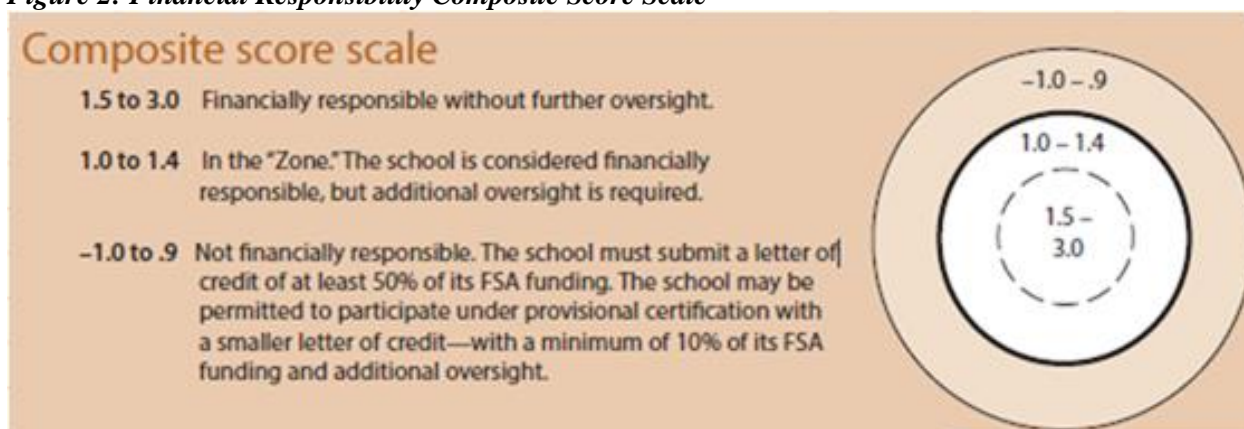 Figure 2: Financial Responsibility Composite Score Scale
Composite score scale
1.5 to 3.0 Financially responsible without further oversight.
1.0 to 1.4 In the “Zone.” The school is considered financially
responsible, but additional oversight is required.
–1.0 to .9 Not financially responsible. The school must submit a letter of
credit of at least 50% of its FSA funding. The school may be
permitted to participate under provisional certification with
a smaller letter of credit—with a minimum of 10% of its FSA
funding and additional oversight.
–1.0 – .9
1.0 – 1.4
1.5 –
3.0